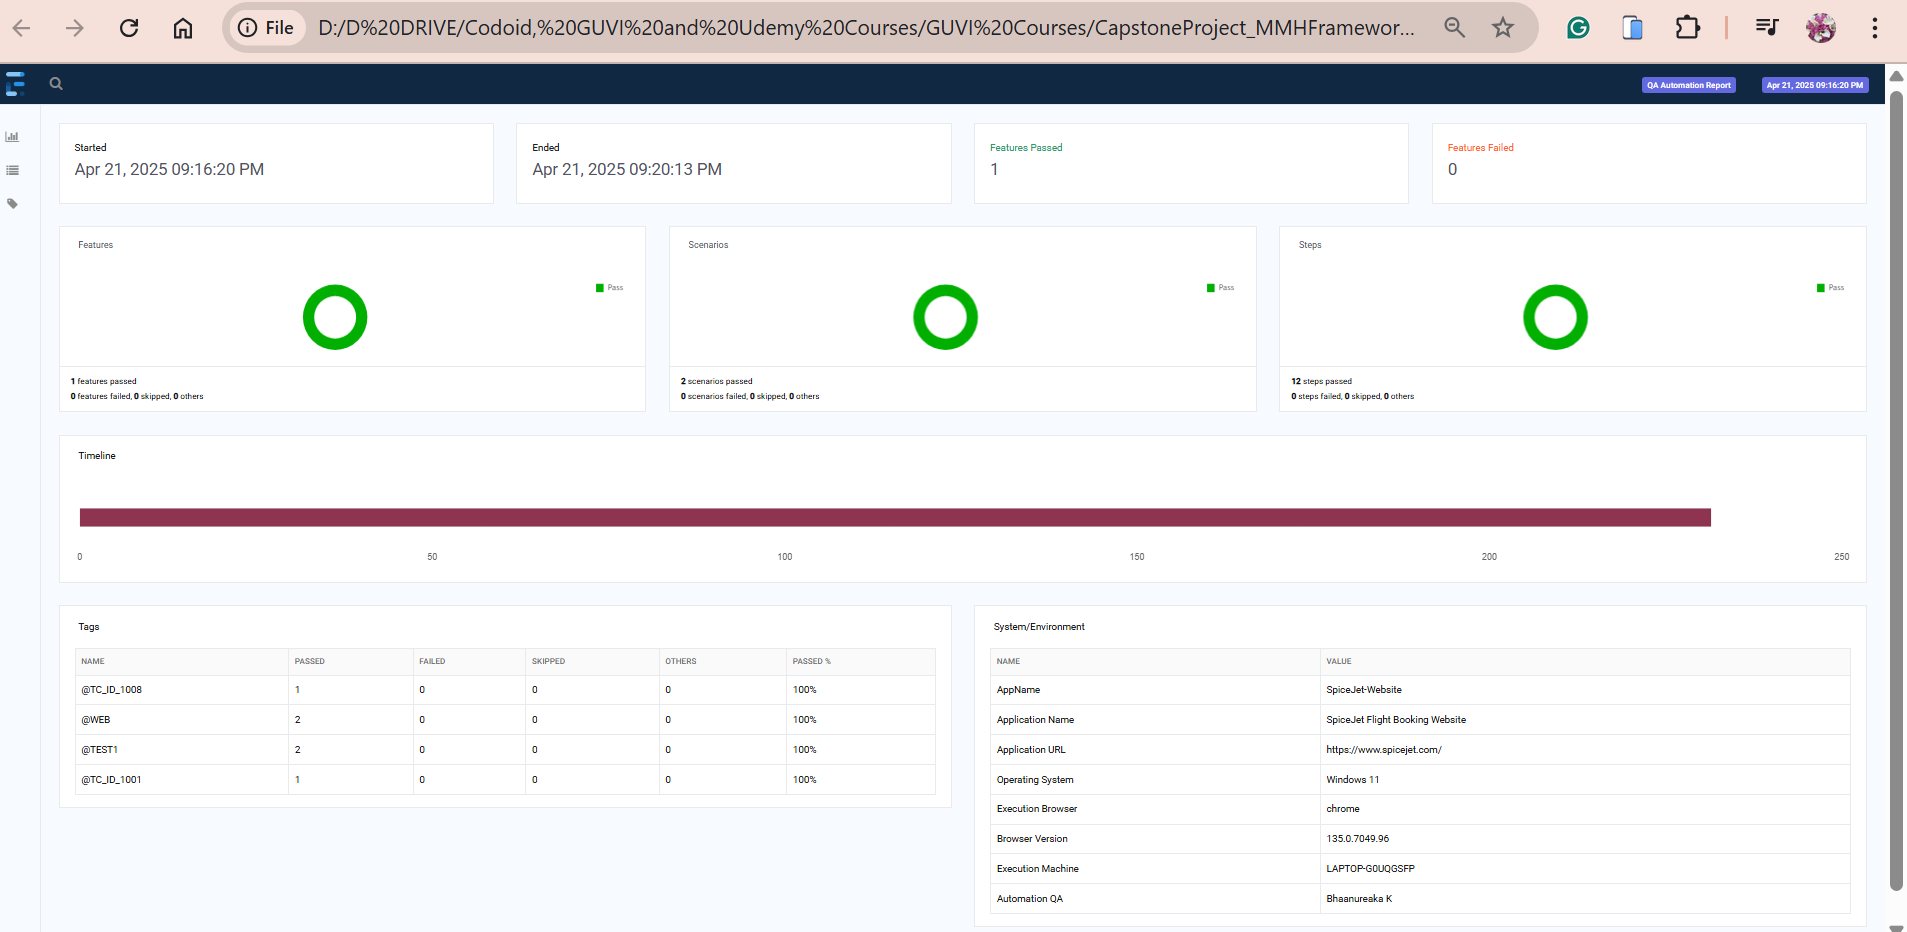 File D:/D%20DRIVE/Codoid,%20GUVI%20and%20Udemy%20Courses/GUVI%20Courses/CapstoneProject_MMHFramewor...
QA Automation Report Apr 21, 2025 09:16:20 PM
Started
Apr 21, 2025 09:16:20 PM
Ended
Apr 21, 2025 09:20:13 PM
Features Passed
1
Features Failed
0
Features
Pass
1 features passed
0 features failed, 0 skipped, 0 others
Scenarios
Pass
2 scenarios passed
0 scenarios failed, 0 skipped, 0 others
Steps
Pass
12 steps passed
0 steps failed, 0 skipped, 0 others
Timeline
0 50 100 150 200 250
Tags
NAME PASSED FAILED SKIPPED OTHERS PASSED %
@TC_ID_1008 1 0 0 0 100%
@WEB 2 0 0 0 100%
@TEST1 2 0 0 0 100%
@TC_ID_1001 1 0 0 0 100%
System/Environment
NAME VALUE
AppName SpiceJet-Website
Application Name SpiceJet Flight Booking Website
Application URL https://www.spicejet.com/
Operating System Windows 11
Execution Browser chrome
Browser Version 135.0.7049.96
Execution Machine LAPTOP-G0UQGSFP
Automation QA Bhaanureaka K